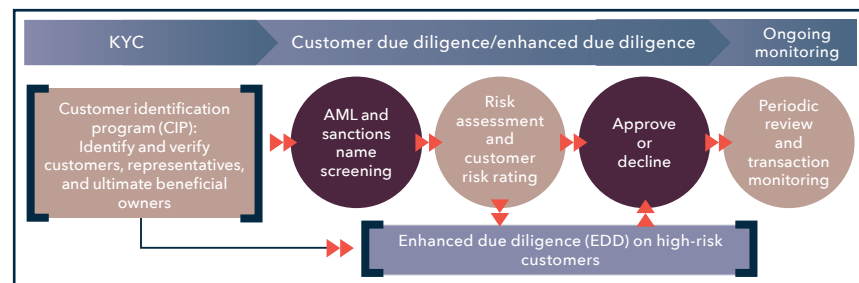 KYC
Customer due diligence/enhanced due diligence
Ongoing
monitoring
Customer identification
program (CIP):
Identify and verify
customers, representatives,
and ultimate beneficial
owners
AML and
sanctions
name
screening
Risk
assessment
and
customer
risk rating
Approve
or
decline
Periodic
review
and
transaction
monitoring
Enhanced due diligence (EDD) on high-risk
customers